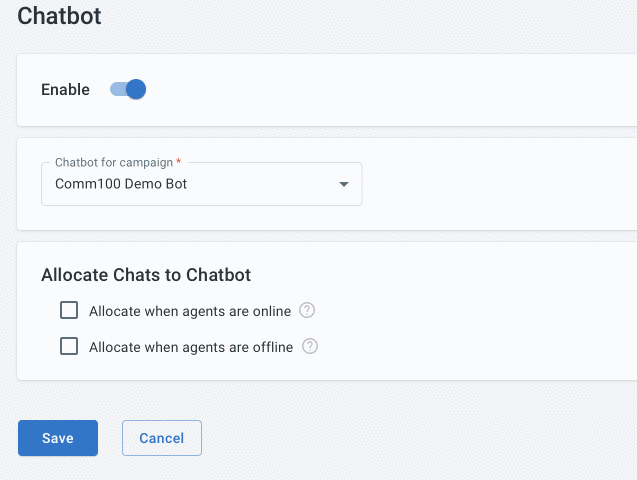 Chatbot
Enable
Chatbot for campaign *
Comm100 Demo Bot
Allocate Chats to Chatbot
Allocate when agents are online ?
Allocate when agents are offline ?
Save Cancel